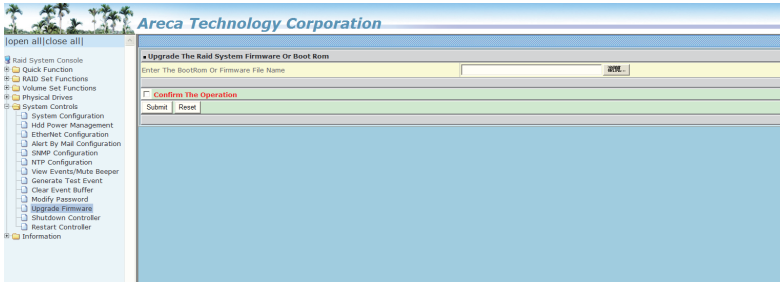 Areca Technology Corporation
|open all|close all|
Raid System Console
Quick Function
RAID Set Functions
Volume Set Functions
Physical Drives
System Controls
System Configuration
Hdd Power Management
EtherNet Configuration
Alert By Mail Configuration
SNMP Configuration
NTP Configuration
View Events/Mute Beeper
Generate Test Event
Clear Event Buffer
Modify Password
Upgrade Firmware
Shutdown Controller
Restart Controller
Information
Upgrade The Raid System Firmware Or Boot Rom
Enter The BootRom Or Firmware File Name
Confirm The Operation
Submit Reset